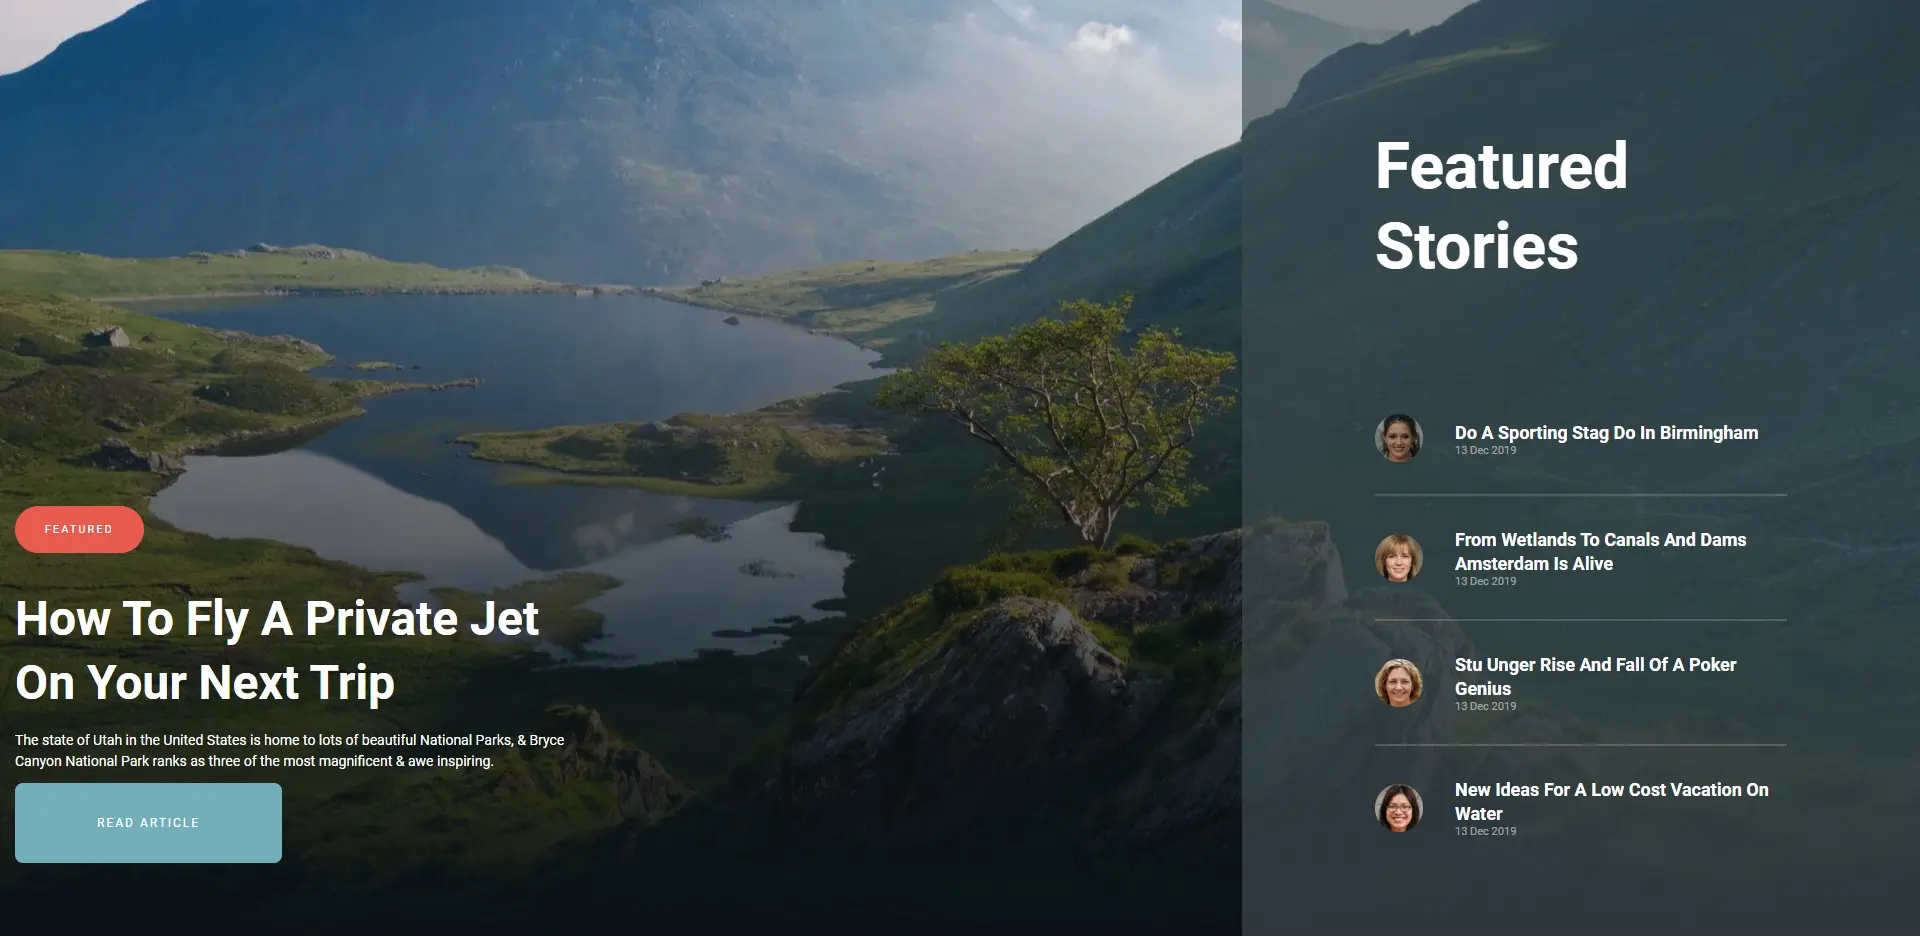 FEATURED
How To Fly A Private Jet
On Your Next Trip
The state of Utah in the United States is home to lots of beautiful National Parks, & Bryce
Canyon National Park ranks as three of the most magnificent & awe inspiring.
READ ARTICLE
Featured
Stories
Do A Sporting Stag Do In Birmingham
13 Dec 2019
From Wetlands To Canals And Dams
Amsterdam Is Alive
13 Dec 2019
Stu Unger Rise And Fall Of A Poker
Genius
13 Dec 2019
New Ideas For A Low Cost Vacation On
Water
13 Dec 2019